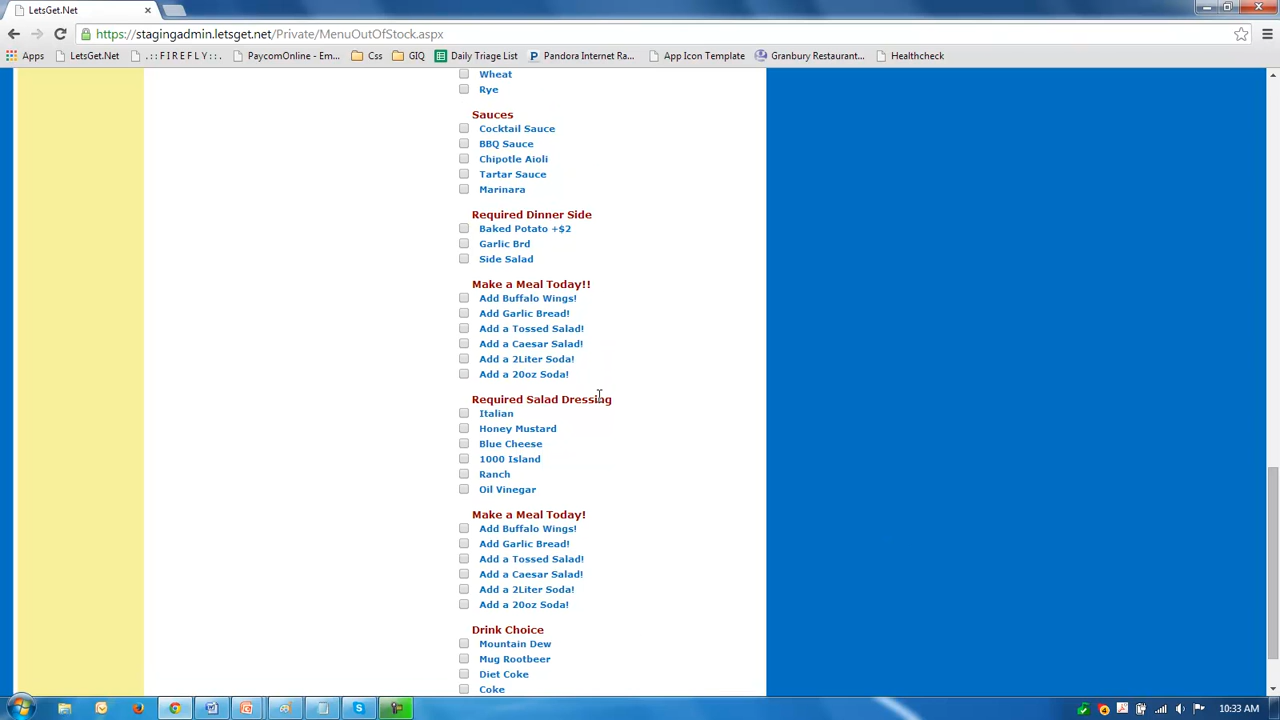 LetsGet.Net
https://stagingadmin.letsget.net/Private/MenuOutOfStock.aspx
Apps LetsGet.Net .::F I R E F L Y::. PaycomOnline - Em... Css GIQ Daily Triage List Pandora Internet Ra... App Icon Template Granbury Restaurant... Healthcheck
Wheat
Rye
Sauces
Cocktail Sauce
BBQ Sauce
Chipotle Aioli
Tartar Sauce
Marinara
Required Dinner Side
Baked Potato +$2
Garlic Brd
Side Salad
Make a Meal Today!!
Add Buffalo Wings!
Add Garlic Bread!
Add a Tossed Salad!
Add a Caesar Salad!
Add a 2Liter Soda!
Add a 20oz Soda!
Required Salad Dressing
Italian
Honey Mustard
Blue Cheese
1000 Island
Ranch
Oil Vinegar
Make a Meal Today!
Add Buffalo Wings!
Add Garlic Bread!
Add a Tossed Salad!
Add a Caesar Salad!
Add a 2Liter Soda!
Add a 20oz Soda!
Drink Choice
Mountain Dew
Mug Rootbeer
Diet Coke
Coke
10:33 AM